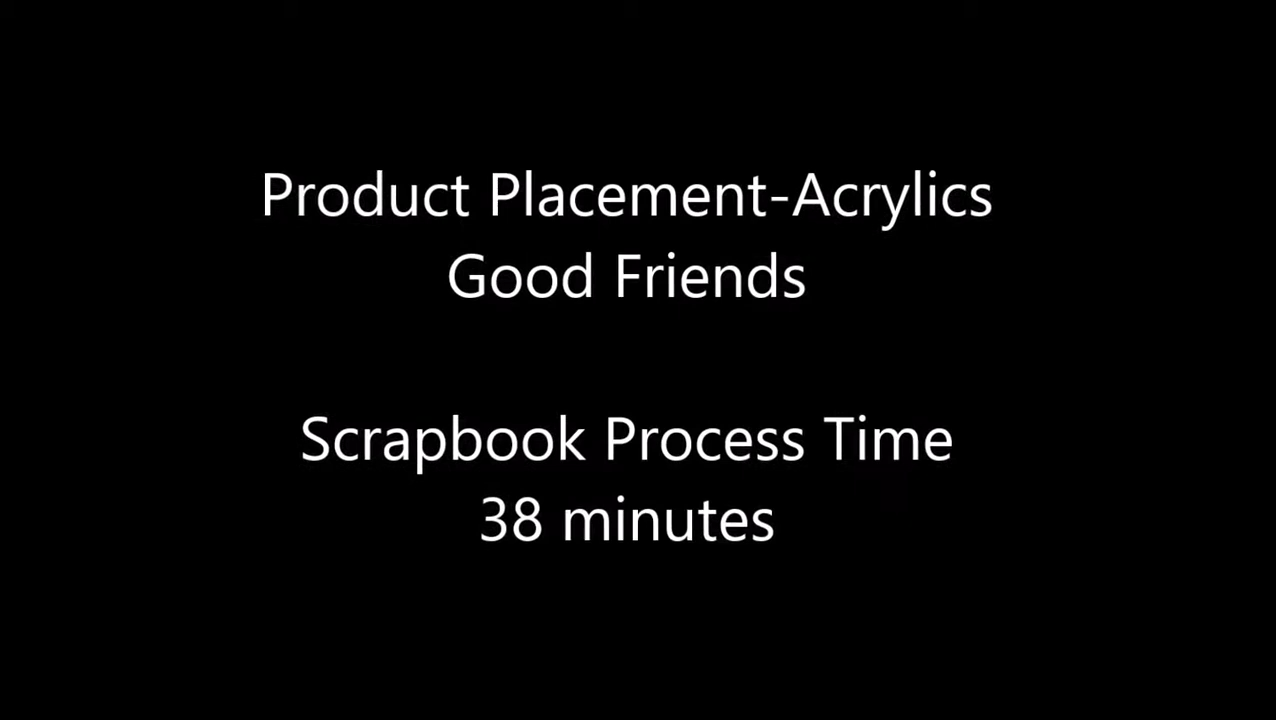 Product Placement-Acrylics
Good Friends
Scrapbook Process Time
38 minutes